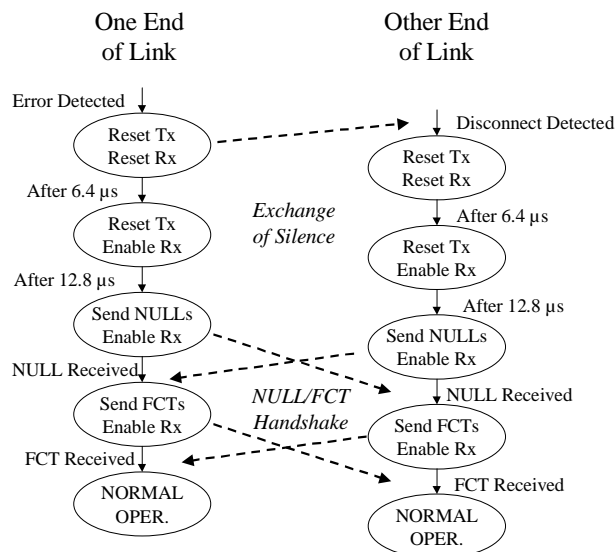 One End
of Link
Other End
of Link
Error Detected
Disconnect Detected
Reset Tx
Reset Rx
Reset Tx
Reset Rx
After 6.4 µs
After 6.4 µs
Exchange
of Silence
Reset Tx
Enable Rx
Reset Tx
Enable Rx
After 12.8 µs
After 12.8 µs
Send NULLs
Enable Rx
Send NULLs
Enable Rx
NULL Received
NULL Received
NULL/FCT
Handshake
Send FCTs
Enable Rx
Send FCTs
Enable Rx
FCT Received
FCT Received
NORMAL
OPER.
NORMAL
OPER.